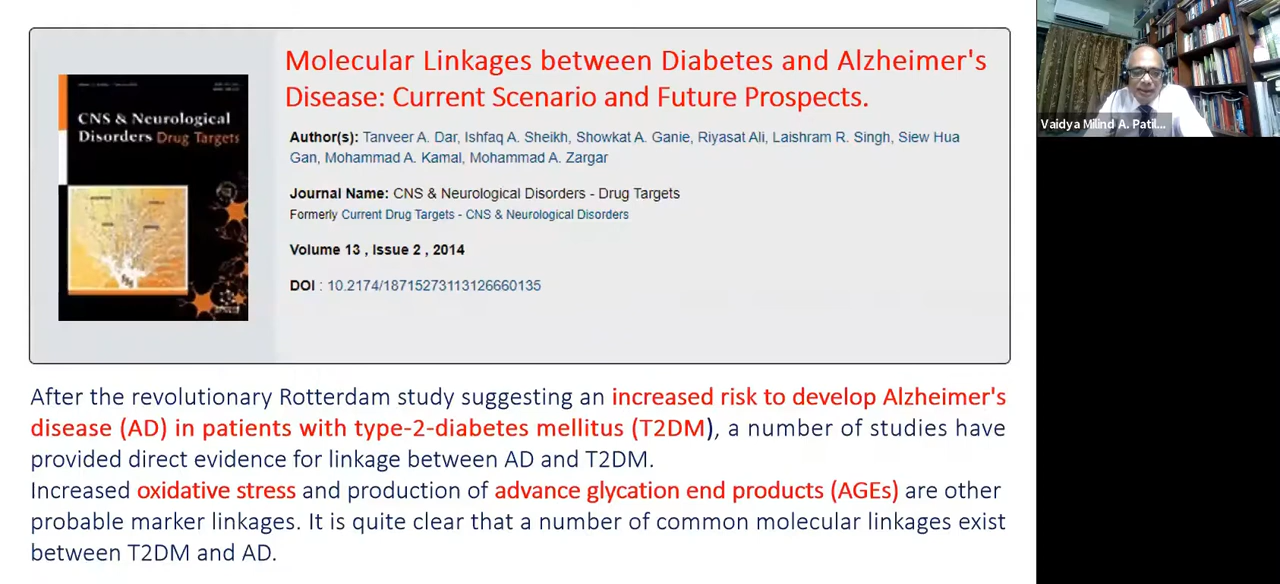 Molecular Linkages between Diabetes and Alzheimer's
Disease: Current Scenario and Future Prospects.
CNS & Neurological
Disorders Drug Targets
Author(s): Tanveer A. Dar, Ishfaq A. Sheikh, Showkat A. Ganie, Riyasat Ali, Laishram R. Singh, Siew Hua
Gan, Mohammad A. Kamal, Mohammad A. Zargar
Journal Name: CNS & Neurological Disorders - Drug Targets
Formerly Current Drug Targets - CNS & Neurological Disorders
Volume 13 , Issue 2 , 2014
DOI : 10.2174/18715273113126660135
After the revolutionary Rotterdam study suggesting an increased risk to develop Alzheimer's
disease (AD) in patients with type-2-diabetes mellitus (T2DM), a number of studies have
provided direct evidence for linkage between AD and T2DM.
Increased oxidative stress and production of advance glycation end products (AGEs) are other
probable marker linkages. It is quite clear that a number of common molecular linkages exist
between T2DM and AD.
Vaidya Milind A. Patil...